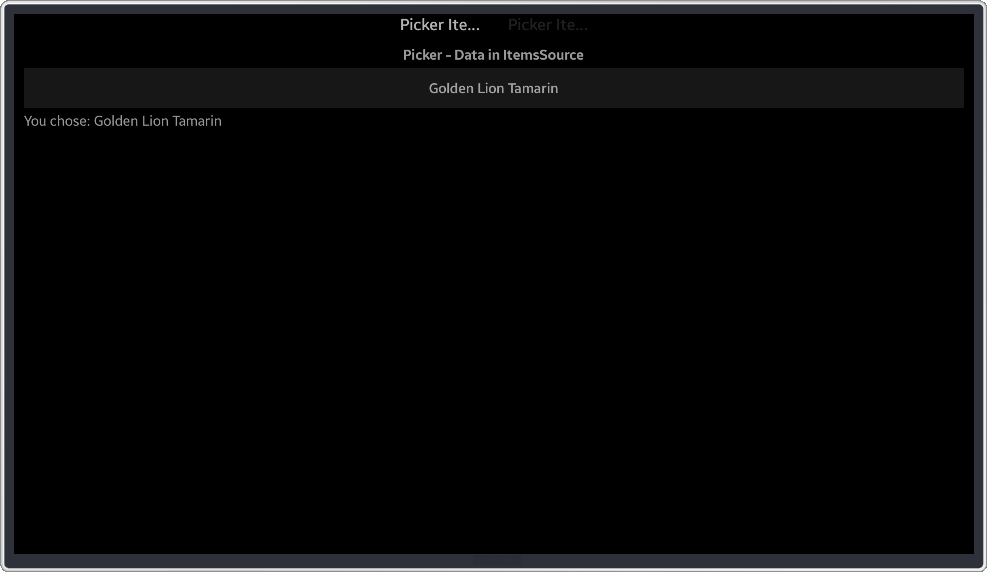 Picker Ite... Picker Ite...
Picker - Data in ItemsSource
Golden Lion Tamarin
You chose: Golden Lion Tamarin